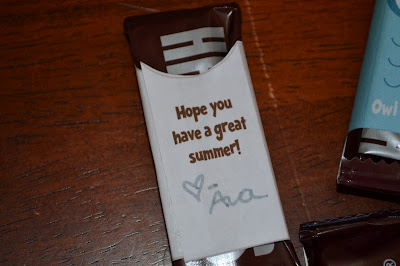 Hope you
have a great
summer!
♡ - Ava
Owl